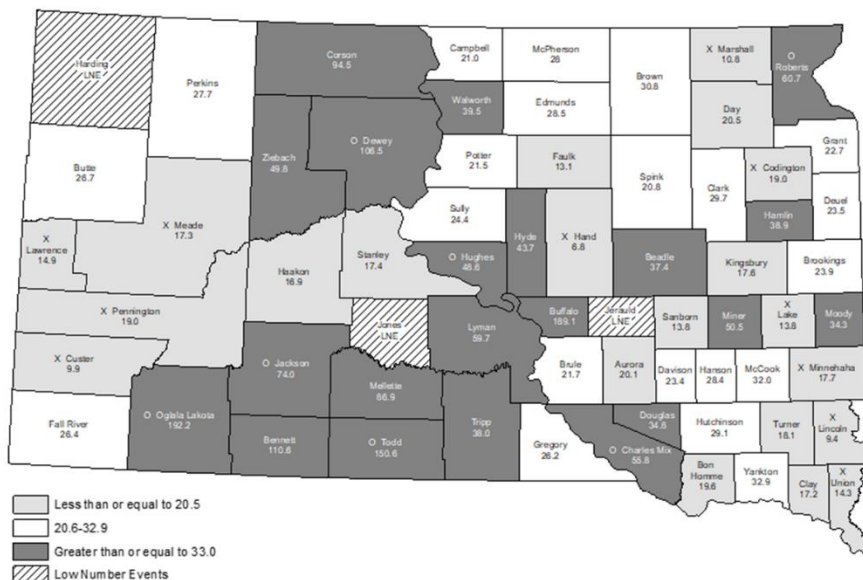 Harding
LNE
Perkins
27.7
Corson
94.5
Campbell
21.0
McPherson
28
Brown
30.8
X Marshall
10.8
O
Roberts
60.7
Walworth
39.5
Edmunds
28.5
Day
20.5
Butte
26.7
Ziebach
49.8
O Dewey
106.5
Potter
21.5
Faulk
13.1
Spink
20.8
Clark
29.7
X Codington
19.0
Grant
22.7
Deuel
23.5
Hamlin
38.9
X Meade
17.3
X
Lawrence
14.9
Sully
24.4
Stanley
17.4
Haakon
16.9
O Hughes
48.6
Hyde
43.7
X Hand
6.8
Beadle
37.4
Kingsbury
17.6
Brookings
23.9
X Pennington
19.0
Jones
LNE
Lyman
59.7
Buffalo
189.1
Jerauld
LNE
Sanborn
13.8
Miner
50.5
X
Lake
13.8
Moody
34.3
X Custer
9.9
O Jackson
74.0
Mellette
66.9
Brule
21.7
Aurora
20.1
Davison
23.4
Hanson
28.4
McCook
32.0
X Minnehaha
17.7
Fall River
26.4
O Oglala Lakota
192.2
Bennett
110.6
O Todd
150.6
Tripp
38.0
Gregory
26.2
Douglas
34.8
O Charles Mix
55.8
Hutchinson
29.1
Turner
18.1
X
Lincoln
9.4
Bon
Homme
19.6
Yankton
32.9
Clay
17.2
X
Union
14.3
Less than or equal to 20.5
20.6-32.9
Greater than or equal to 33.0
Low Number Events